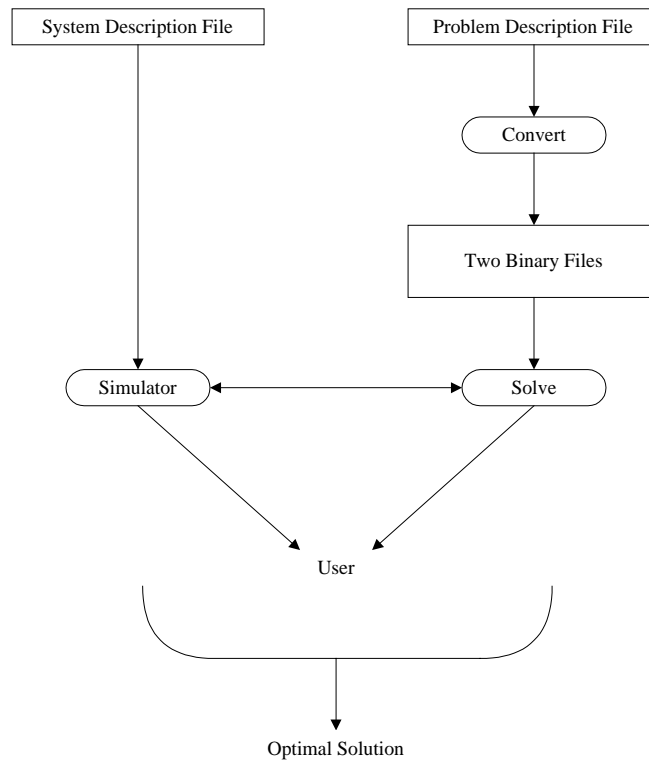 System Description File
Problem Description File
Convert
Two Binary Files
Simulator
Solve
User
Optimal Solution